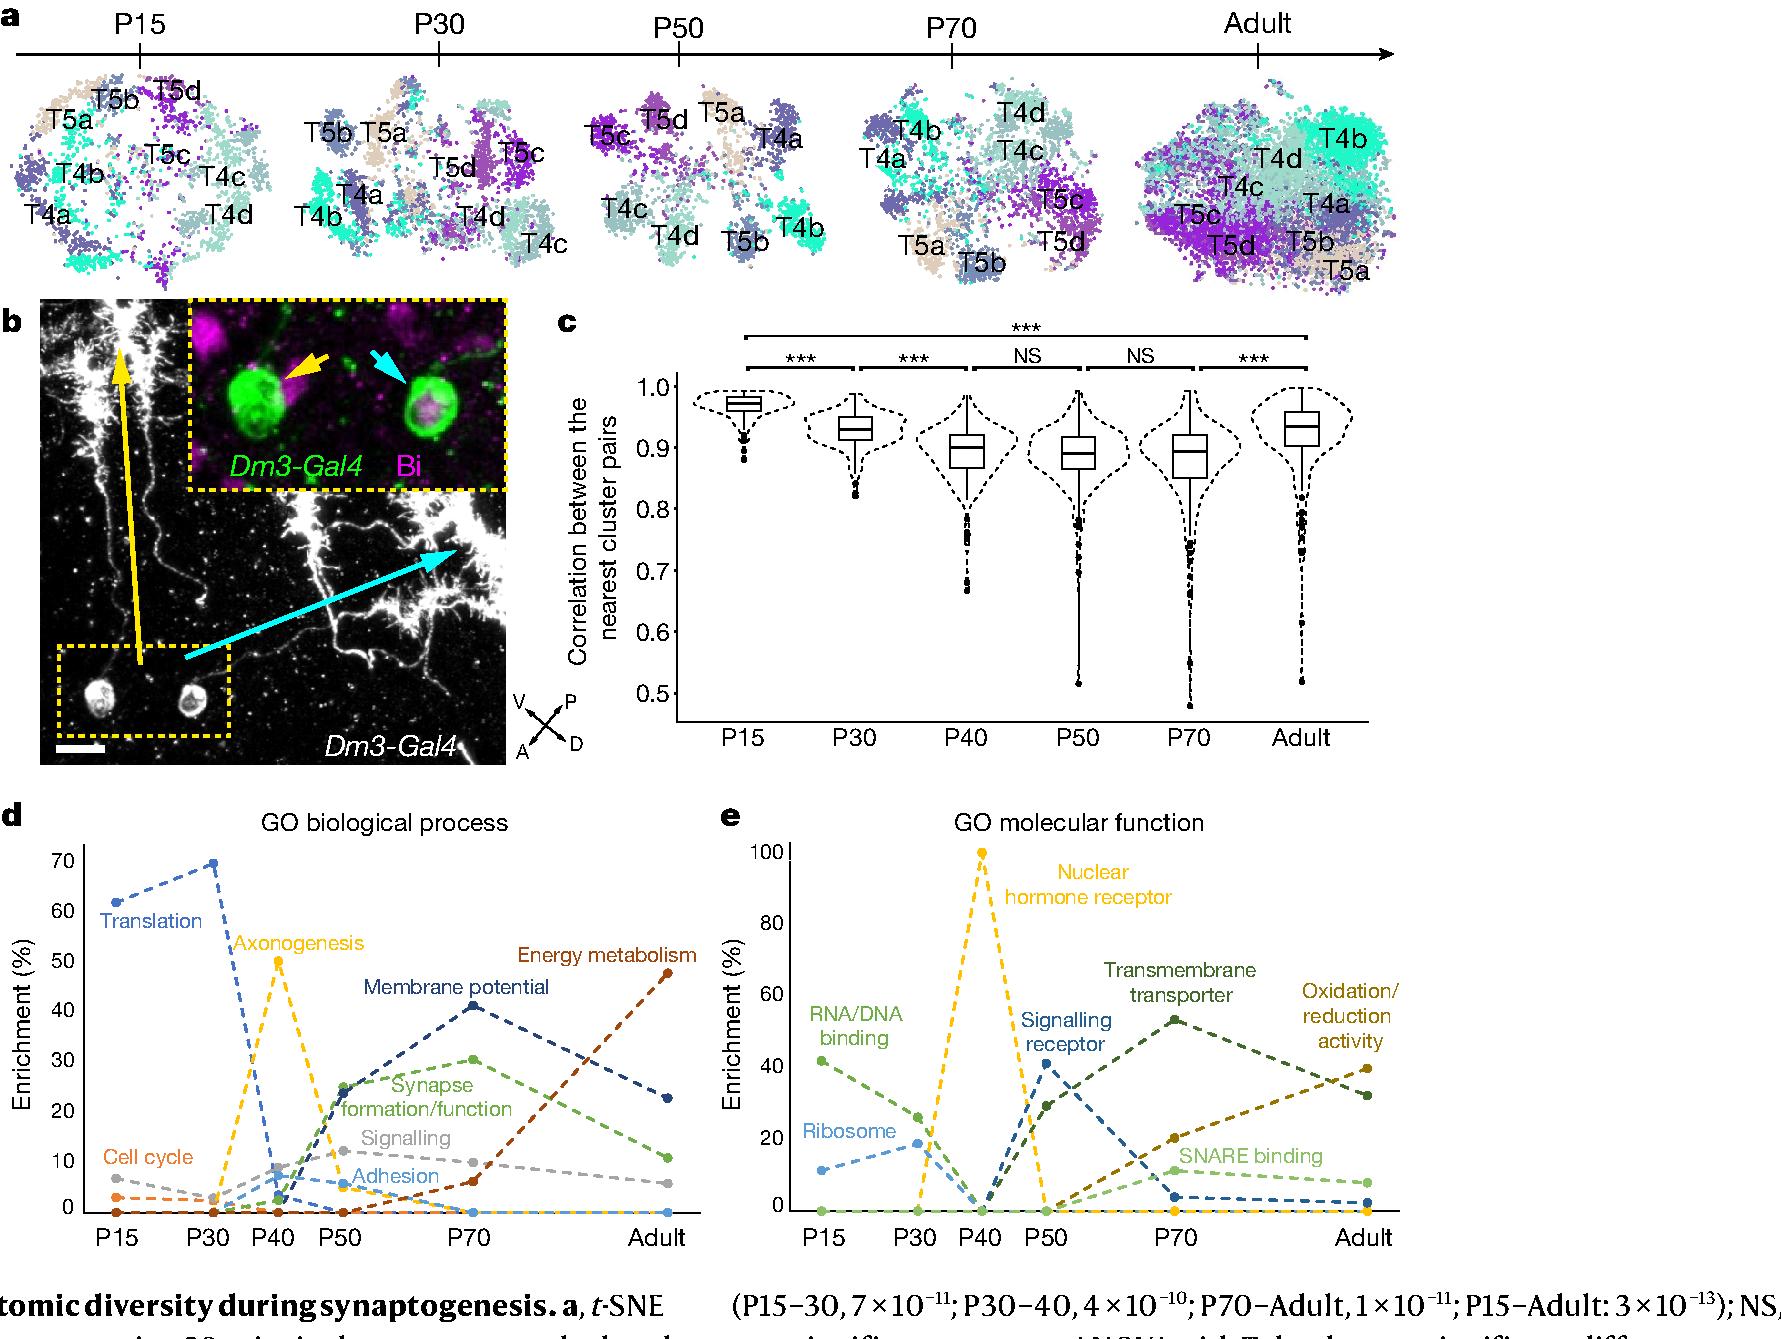 a
P15 P30 P50 P70 Adult
T5b T5d T5a T5c T4b T4c T4a T4d
T5b T5a T5c T5d T4a T4b T4d T4c
T5d T5a T5c T4a T4c T4d T5b T4b
T4b T4d T4a T4c T5c T5a T5d T5b
T4b T4d T4c T4a T5c T5d T5b T5a
b
Dm3-Gal4 Bi
Dm3-Gal4
V P
A D
c
***
*** *** NS NS ***
Correlation between the
nearest cluster pairs
1.0
0.9
0.8
0.7
0.6
0.5
P15 P30 P40 P50 P70 Adult
d
GO biological process
Enrichment (%)
70
60
50
40
30
20
10
0
Translation
Axonogenesis
Energy metabolism
Membrane potential
Synapse
formation/function
Signalling
Cell cycle
Adhesion
P15 P30 P40 P50 P70 Adult
e
GO molecular function
Enrichment (%)
100
80
60
40
20
0
Nuclear
hormone receptor
Transmembrane
transporter
Oxidation/
reduction
activity
RNA/DNA
binding
Signalling
receptor
Ribosome
SNARE binding
P15 P30 P40 P50 P70 Adult
tomic diversity during synaptogenesis. a, t-SNE
(P15–30, 7 × 10⁻¹¹; P30–40, 4 × 10⁻¹⁰; P70–Adult, 1 × 10⁻¹¹; P15–Adult: 3 × 10⁻¹³); NS,